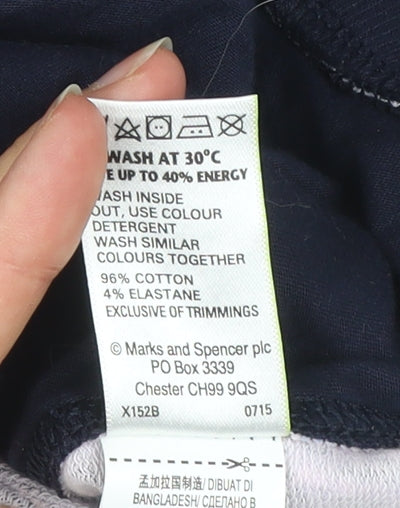 WASH AT 30°C
UP TO 40% ENERGY
WASH INSIDE
OUT, USE COLOUR
DETERGENT
WASH SIMILAR
COLOURS TOGETHER
96% COTTON
4% ELASTANE
EXCLUSIVE OF TRIMMINGS
© Marks and Spencer plc
PO Box 3339
Chester CH99 9QS
X152B 0715
孟加拉国制造/ DIBUAT DI
BANGLADESH/ СДЕЛАНО В